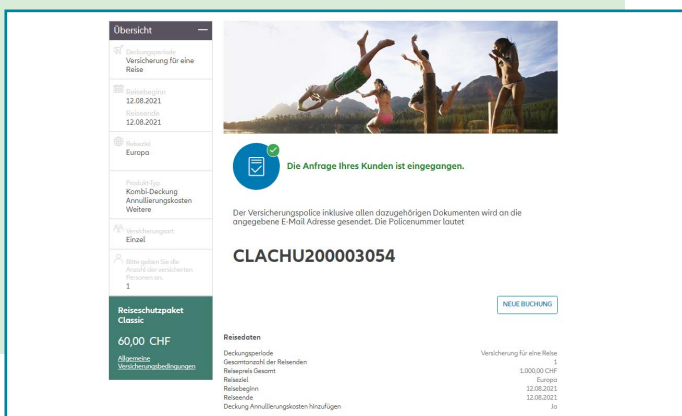 Übersicht
Deckungsperiode
Versicherung für eine
Reise
Reisebeginn
12.08.2021
Reiseende
12.08.2021
Reiseziel
Europa
Produkt-Typ
Kombi-Deckung
Annullierungskosten
Weitere
Versicherungsart
Einzel
Bitte geben Sie die
Anzahl der versicherten
Personen an.
1
Reiseschutzpaket
Classic
60,00 CHF
Allgemeine
Versicherungsbedingungen
Die Anfrage Ihres Kunden ist eingegangen.
Der Versicherungspolice inklusive allen dazugehörigen Dokumenten wird an die
angegebene E-Mail Adresse gesendet. Die Policenummer lautet
CLACHU200003054
NEUE BUCHUNG
Reisedaten
Deckungsperiode Versicherung für eine Reise
Gesamtanzahl der Reisenden 1
Reisepreis Gesamt 1.000,00 CHF
Reiseziel Europa
Reisebeginn 12.08.2021
Reiseende 12.08.2021
Deckung Annullierungskosten hinzufügen Ja